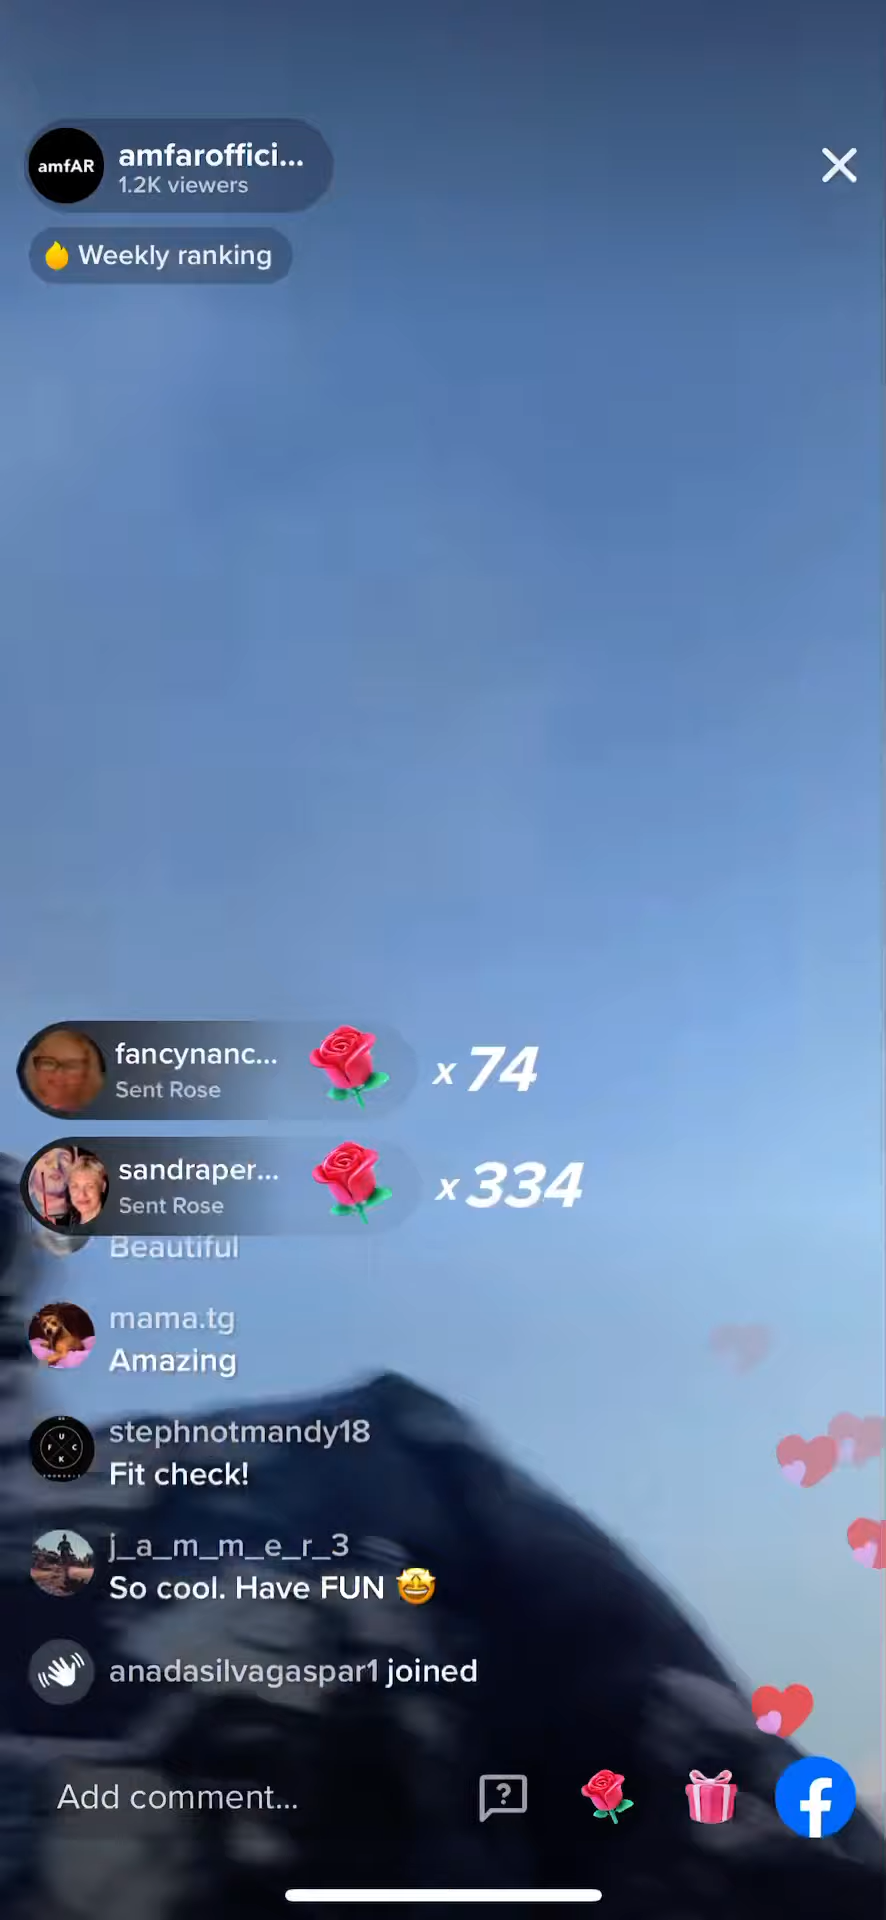 amfAR
amfaroffici...
1.2K viewers
Weekly ranking
fancynanc...
Sent Rose
x 74
sandraper...
Sent Rose
x 334
Beautiful
mama.tg
Amazing
stephnotmandy18
Fit check!
j_a_m_m_e_r_3
So cool. Have FUN 🤩
anadasilvagaspar1 joined
Add comment...